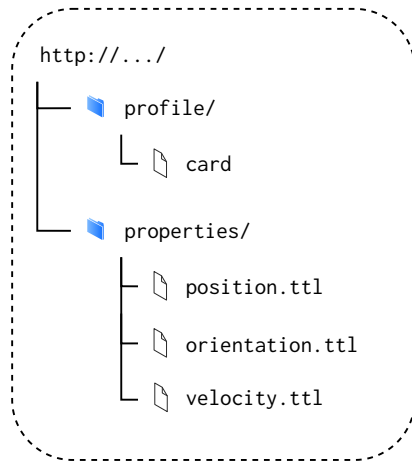 http://.../
profile/
card
properties/
position.ttl
orientation.ttl
velocity.ttl